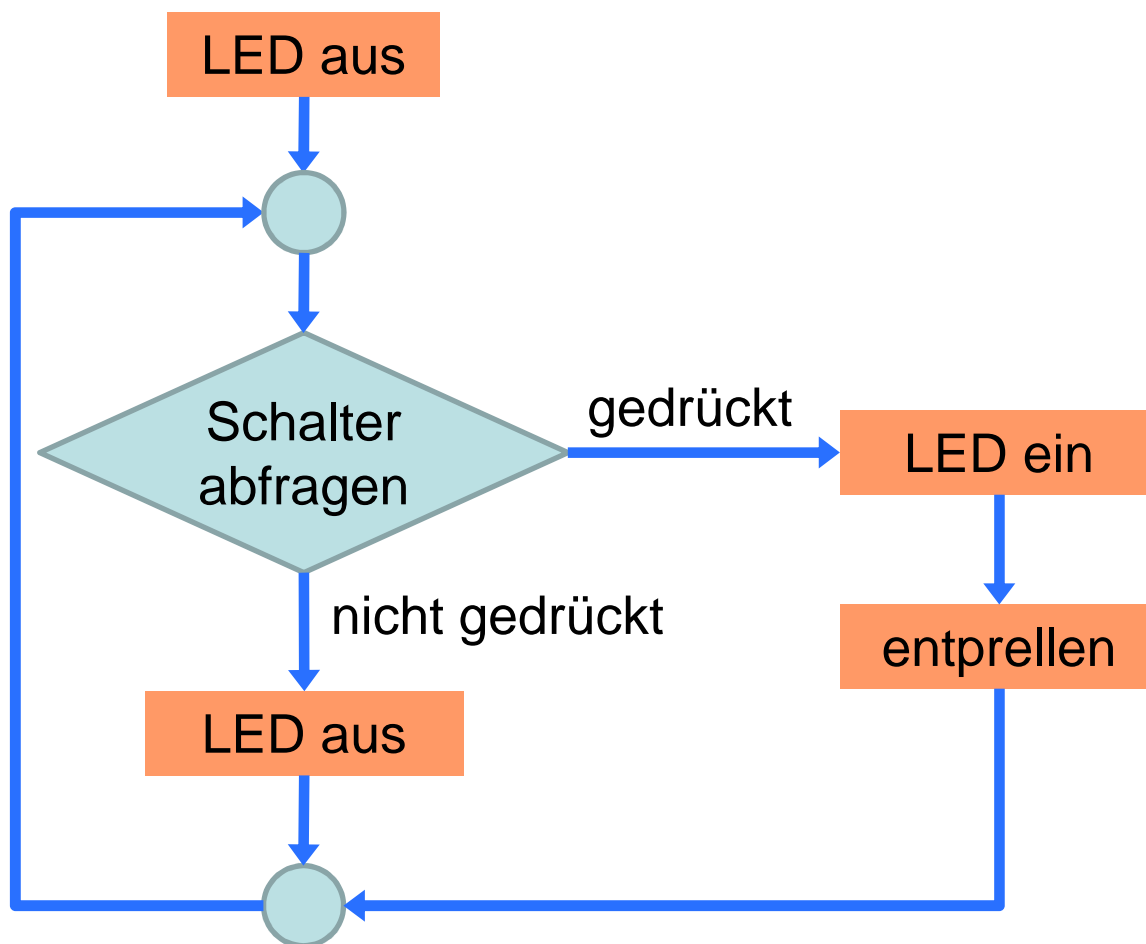 LED aus
Schalter
abfragen
gedrückt
LED ein
nicht gedrückt
entprellen
LED aus